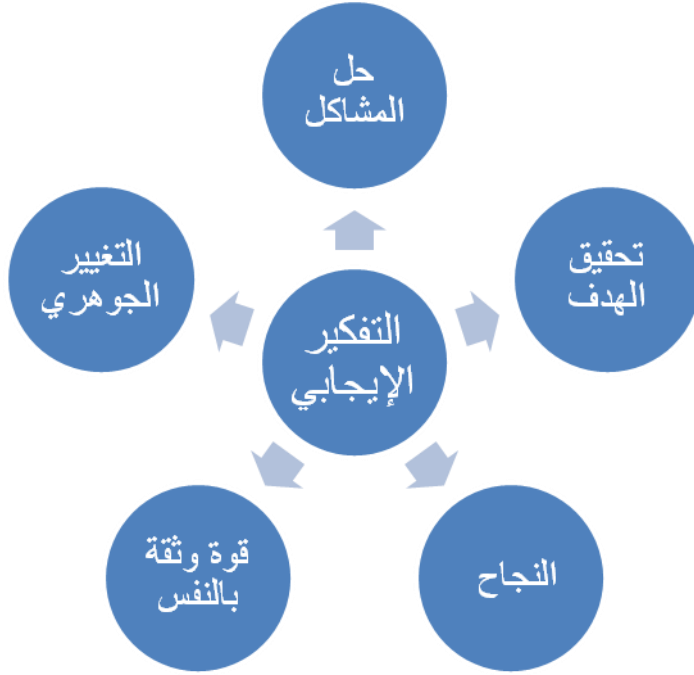 حل
المشاكل
تحقيق
الهدف
التغيير
الجوهري
التفكير
الإيجابي
النجاح
قوة وثقة
بالنفس